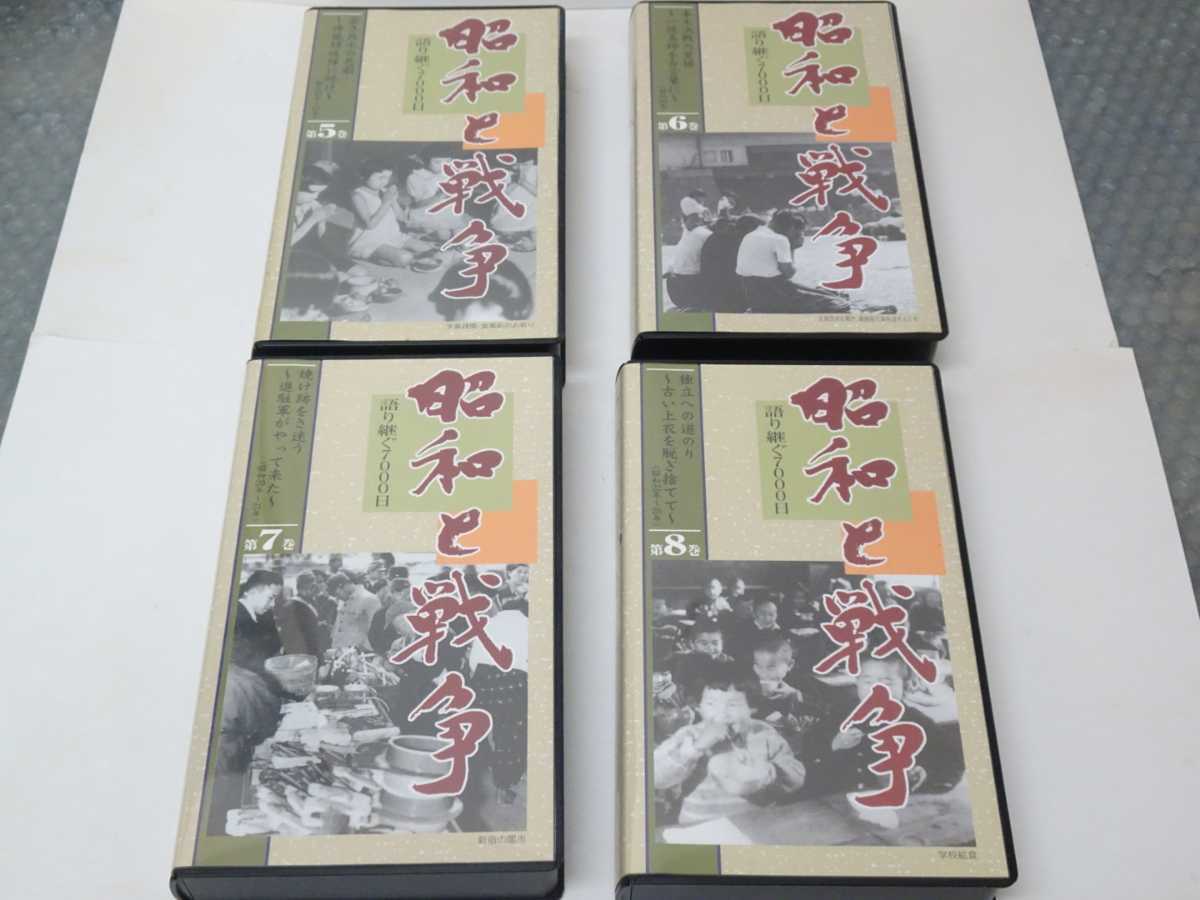 昭和と戦争
語り継ぐ7000日
第5巻
昭和と戦争
語り継ぐ7000日
第6巻
昭和と戦争
語り継ぐ7000日
焼け跡をさ迷う
～進駐軍がやって来た～
第7巻
新宿の闇市
昭和と戦争
語り継ぐ7000日
独立への道のり
～古い上衣を脱ぎ捨てて～
第8巻
学校給食